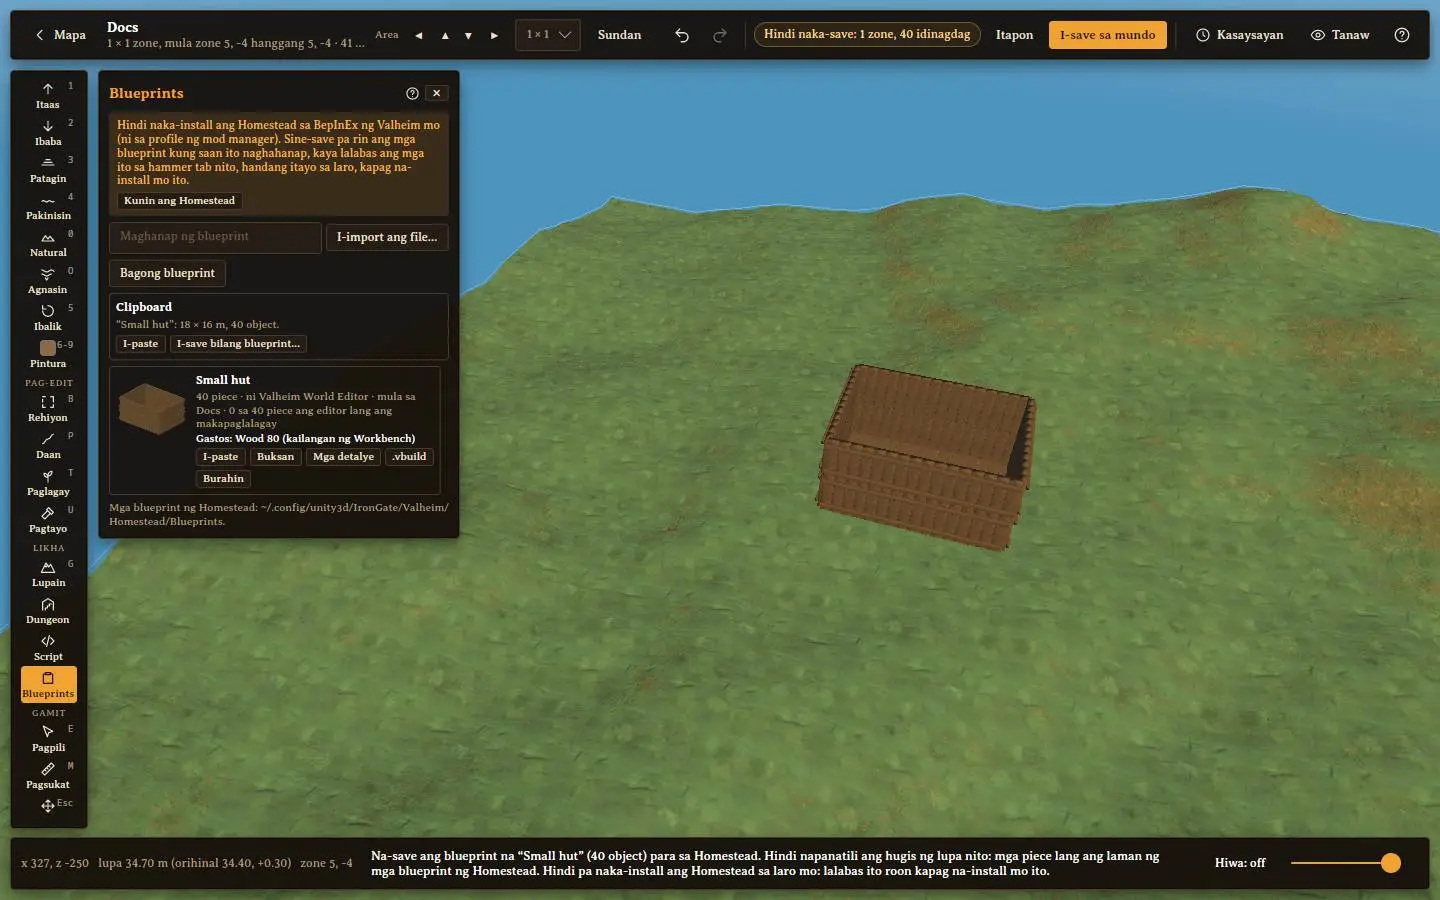 Mapa
Docs
1 × 1 zone, mula zone 5, -4 hanggang 5, -4 · 41 ...
Area
1 × 1
Sundan
Hindi naka-save: 1 zone, 40 idinagdag
Itapon
I-save sa mundo
Kasaysayan
Tanaw
1
Itaas
2
Ibaba
3
Patagin
4
Pakinisin
0
Natural
O
Agnasin
5
Ibalik
6-9
Pintura
PAG-EDIT
B
Rehiyon
P
Daan
T
Paglagay
U
Pagtayo
LIKHA
G
Lupain
Dungeon
Script
Blueprints
GAMIT
E
Pagpili
M
Pagsukat
Esc
Blueprints
Hindi naka-install ang Homestead sa BepInEx ng Valheim mo
(ni sa profile ng mod manager). Sine-save pa rin ang mga
blueprint kung saan ito naghahanap, kaya lalabas ang mga
ito sa hammer tab nito, handang itayo sa laro, kapag na-
install mo ito.
Kunin ang Homestead
Maghanap ng blueprint
I-import ang file...
Bagong blueprint
Clipboard
“Small hut”: 18 × 16 m, 40 object.
I-paste
I-save bilang blueprint...
Small hut
40 piece · ni Valheim World Editor · mula sa
Docs · 0 sa 40 piece ang editor lang ang
makapaglalagay
Gastos: Wood 80 (kailangan ng Workbench)
I-paste
Buksan
Mga detalye
.vbuild
Burahin
Mga blueprint ng Homestead: ~/.config/unity3d/IronGate/Valheim/
Homestead/Blueprints.
x 327, z -250
lupa 34.70 m (orihinal 34.40, +0.30)
zone 5, -4
Na-save ang blueprint na “Small hut” (40 object) para sa Homestead. Hindi napanatili ang hugis ng lupa nito: mga piece lang ang laman ng
mga blueprint ng Homestead. Hindi pa naka-install ang Homestead sa laro mo: lalabas ito roon kapag na-install mo ito.
Hiwa: off